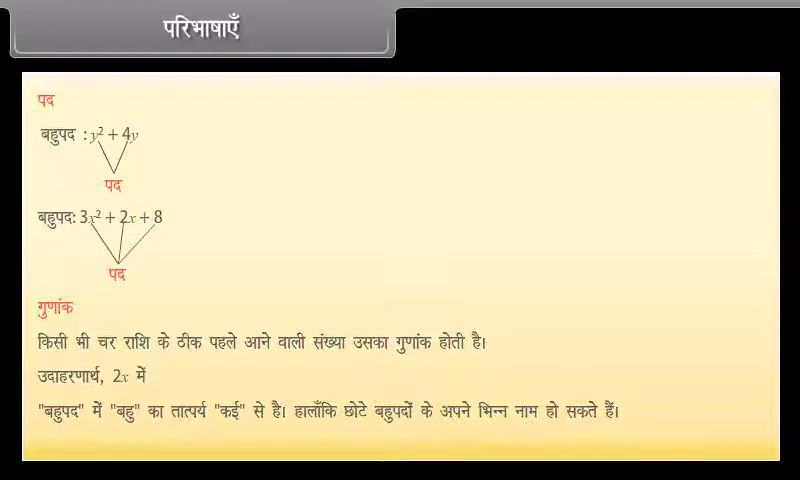 परिभाषाएँ
पद
बहुपद : y² + 4y
पद
बहुपद: 3x² + 2x + 8
पद
गुणांक
किसी भी चर राशि के ठीक पहले आने वाली संख्या उसका गुणांक होती है।
उदाहरणार्थ, 2x में
"बहुपद" में "बहु" का तात्पर्य "कई" से है। हालाँकि छोटे बहुपदों के अपने भिन्न नाम हो सकते हैं।